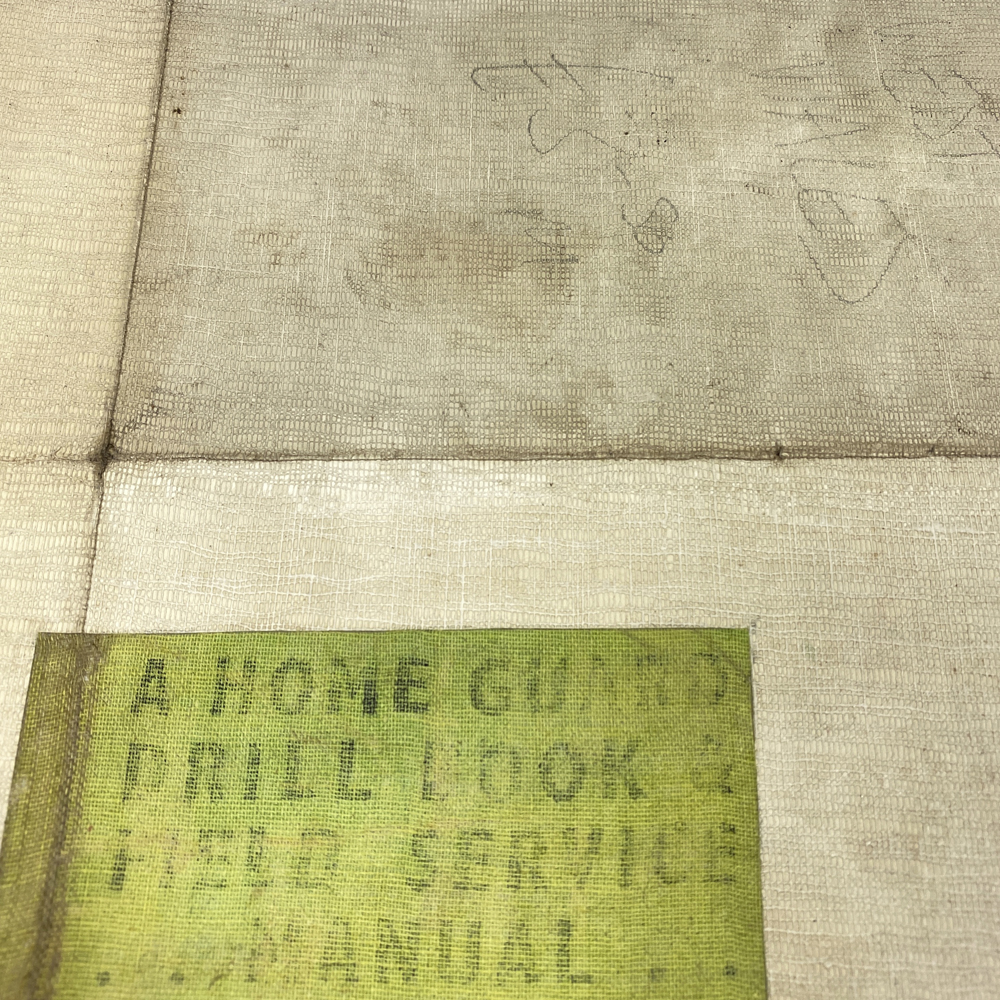 A HOME GUARD
DRILL BOOK &
FIELD SERVICE
. . MANUAL . .